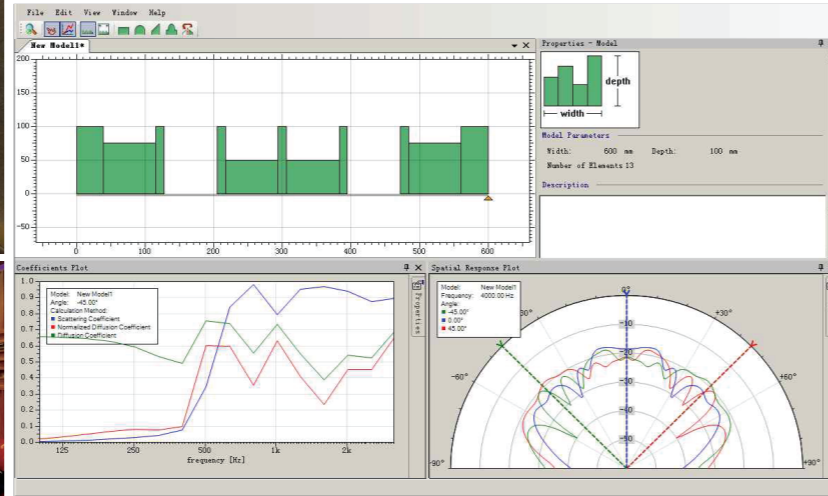 File Edit View Window Help
New Model1*
Properties - Model
200
150
100
50
0
-50
0 100 200 300 400 500 600
depth
width
Model Parameters
Width: 600 mm Depth: 100 mm
Number of Elements 13
Description
Coefficients Plot
Model: New Model1
Angle: -45.00°
Calculation Method:
Scattering Coefficient
Normalized Diffusion Coefficient
Diffusion Coefficient
1.0
0.9
0.8
0.7
0.6
0.5
0.4
0.3
0.2
0.1
0.0
125 250 500 1k 2k
frequency [Hz]
Properties
Spatial Response Plot
Model: New Model1
Frequency: 4000.00 Hz
Angle:
-45.00°
0.00°
45.00°
0°
-30° +30°
-60° +60°
-90° +90°
-10
-20
-30
-40
-50